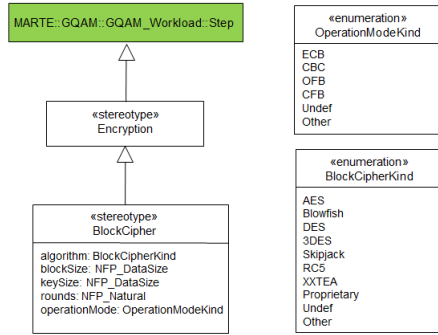 MARTE::GQAM::GQAM_Workload::Step
«stereotype»
Encryption
«stereotype»
BlockCipher
algorithm: BlockCipherKind
blockSize: NFP_DataSize
keySize: NFP_DataSize
rounds: NFP_Natural
operationMode: OperationModeKind
«enumeration»
OperationModeKind
ECB
CBC
OFB
CFB
Undef
Other
«enumeration»
BlockCipherKind
AES
Blowfish
DES
3DES
Skipjack
RC5
XXTEA
Proprietary
Undef
Other